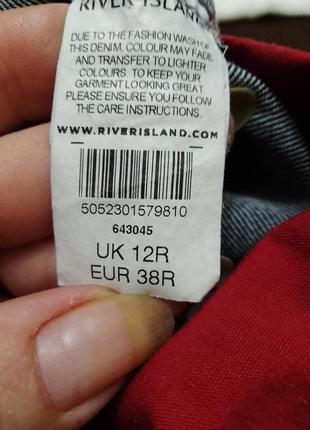 RIVER ISLAND
DUE TO THE FASHION WASH OF
THIS DENIM, COLOUR MAY FADE
AND TRANSFER TO LIGHTER
COLOURS. TO KEEP YOUR
GARMENT LOOKING GREAT
PLEASE ENSURE YOU FOLLOW
THE CARE INSTRUCTIONS.
WWW.RIVERISLAND.COM
5052301579810
643045
UK 12R
EUR 38R